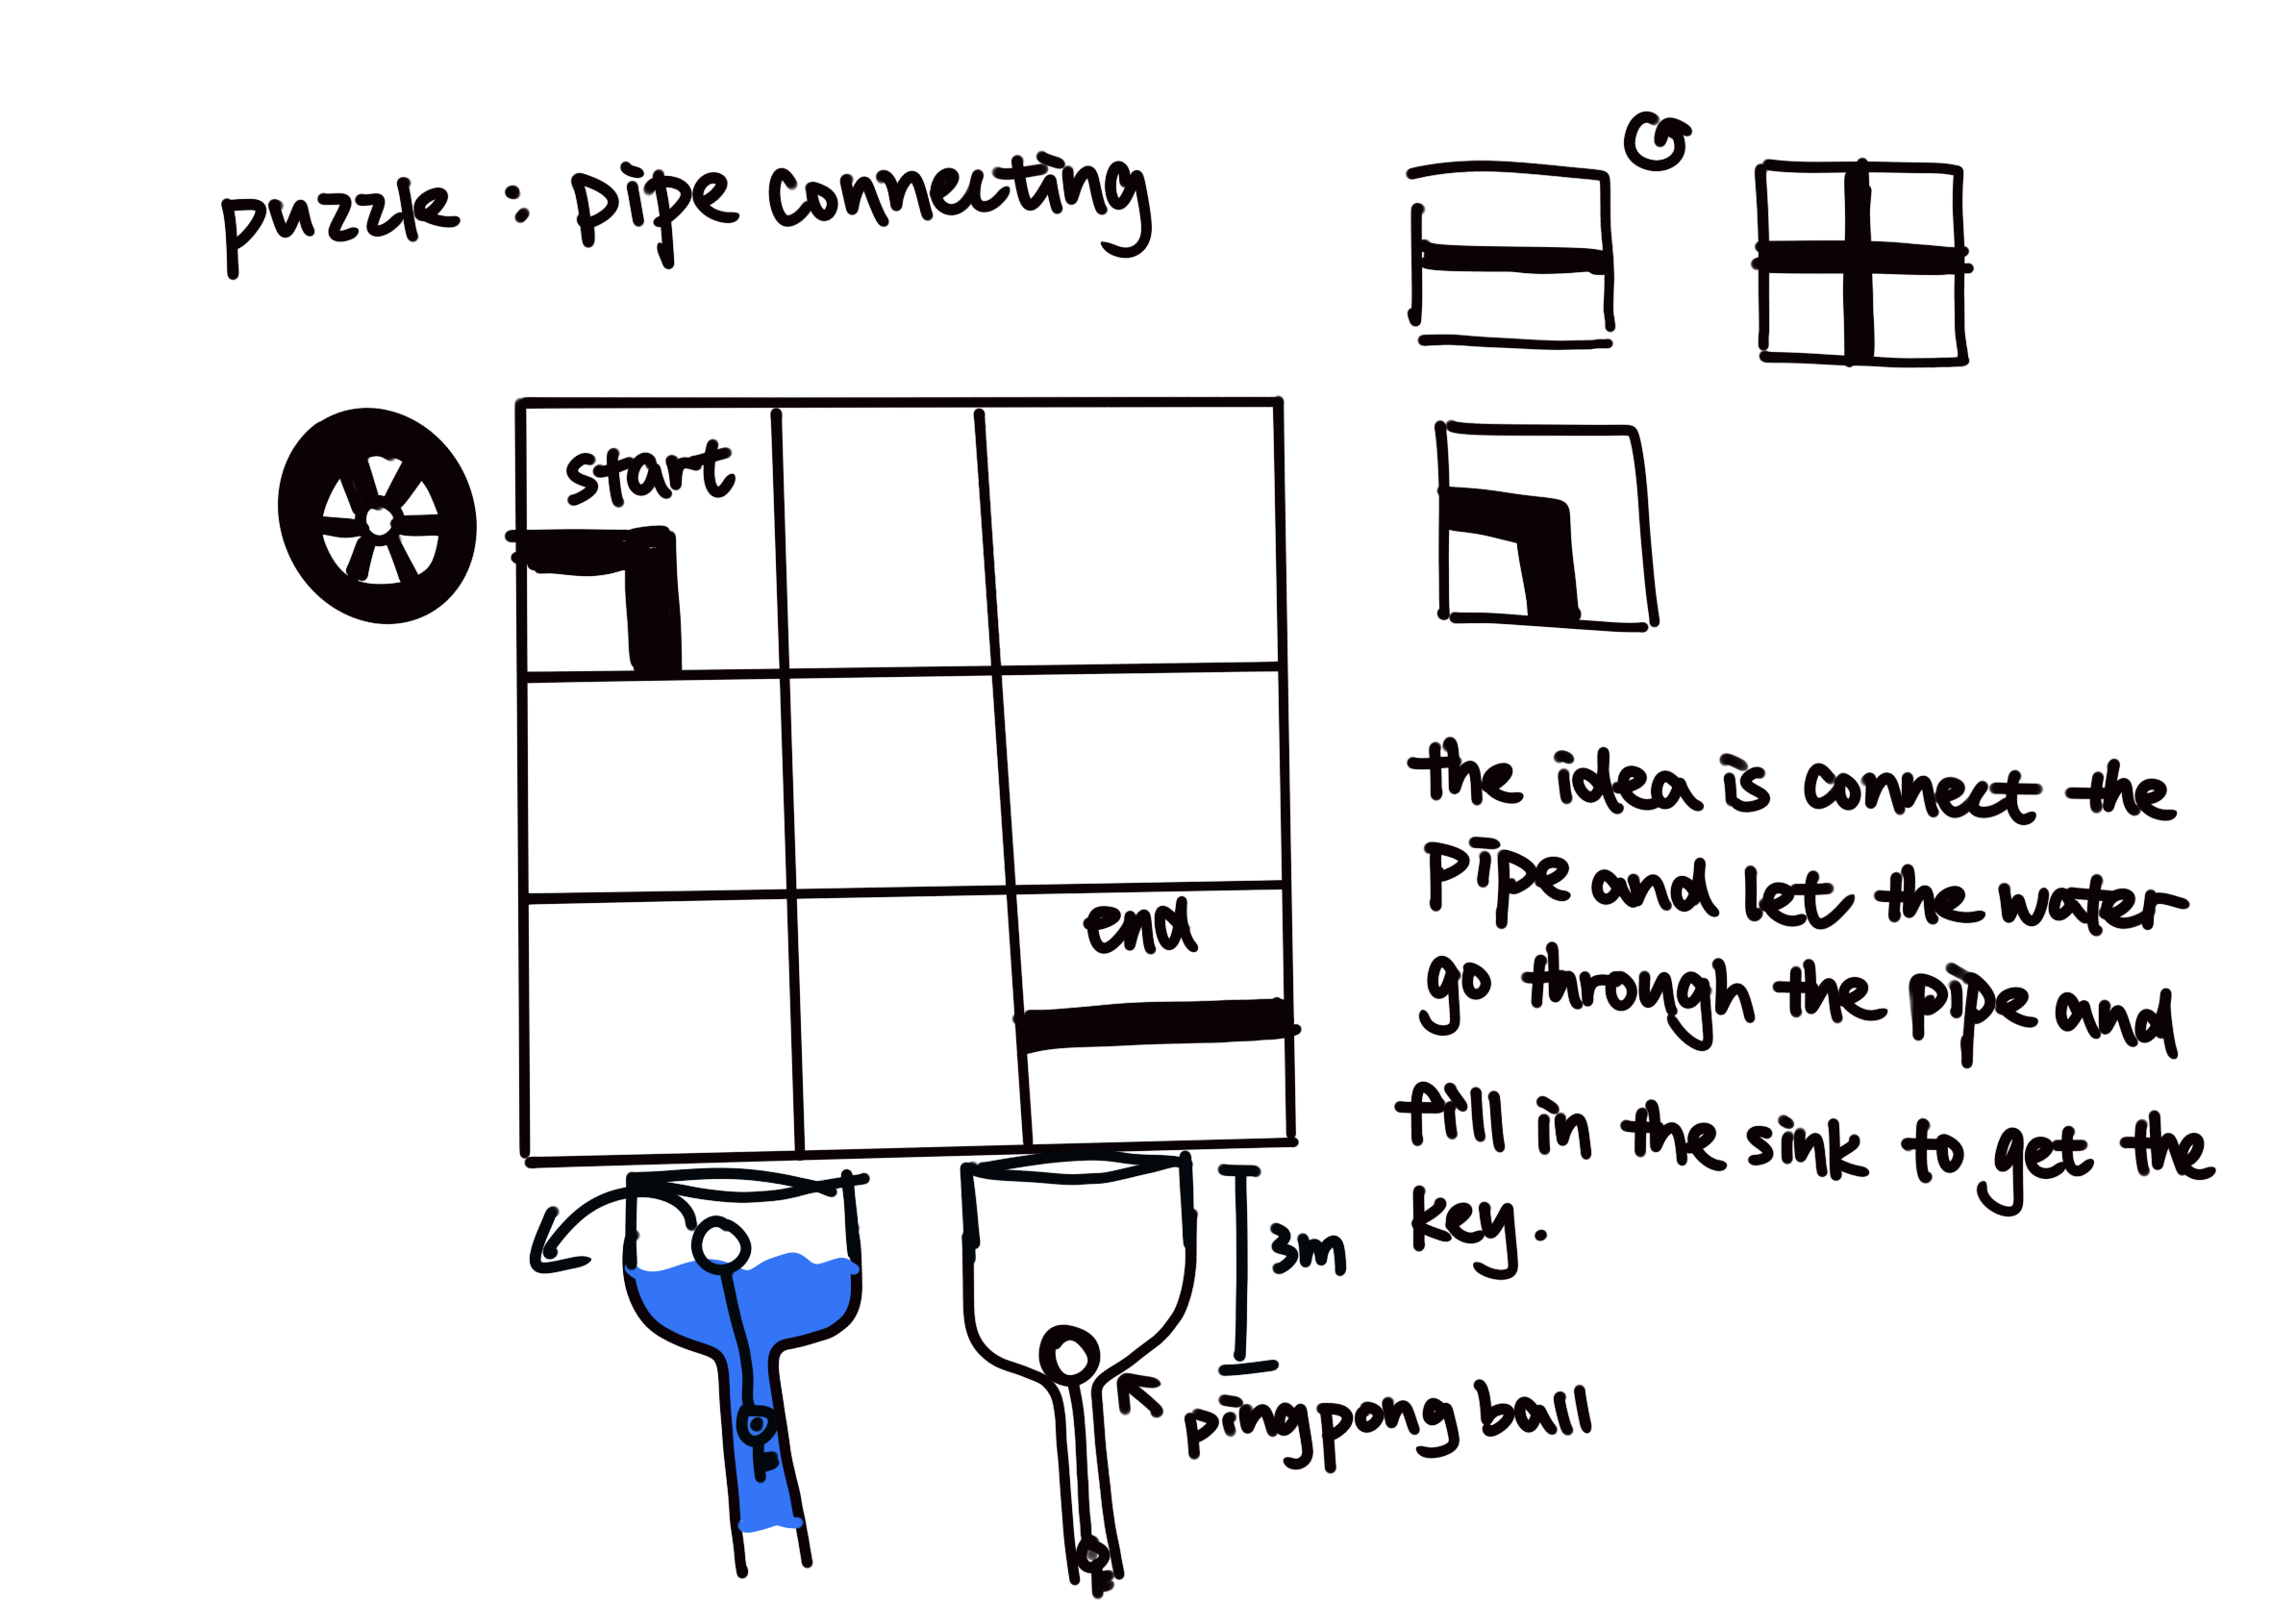 puzzle : pipe connecting
start
end
the idea is connect the
pipe and let the water
go through the pipe and
fill in the sink to get the
key.
3m
pingpong ball